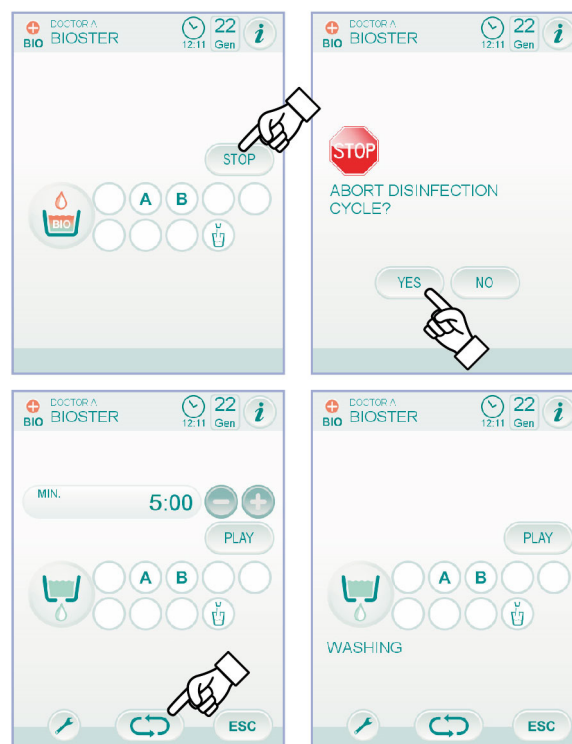 DOCTOR A
BIO BIOSTER
12:11
22
Gen
i
STOP
A B
BIO
DOCTOR A
BIO BIOSTER
12:11
22
Gen
i
STOP
ABORT DISINFECTION
CYCLE?
YES NO
DOCTOR A
BIO BIOSTER
12:11
22
Gen
i
MIN. 5:00
PLAY
A B
ESC
DOCTOR A
BIO BIOSTER
12:11
22
Gen
i
PLAY
A B
WASHING
ESC